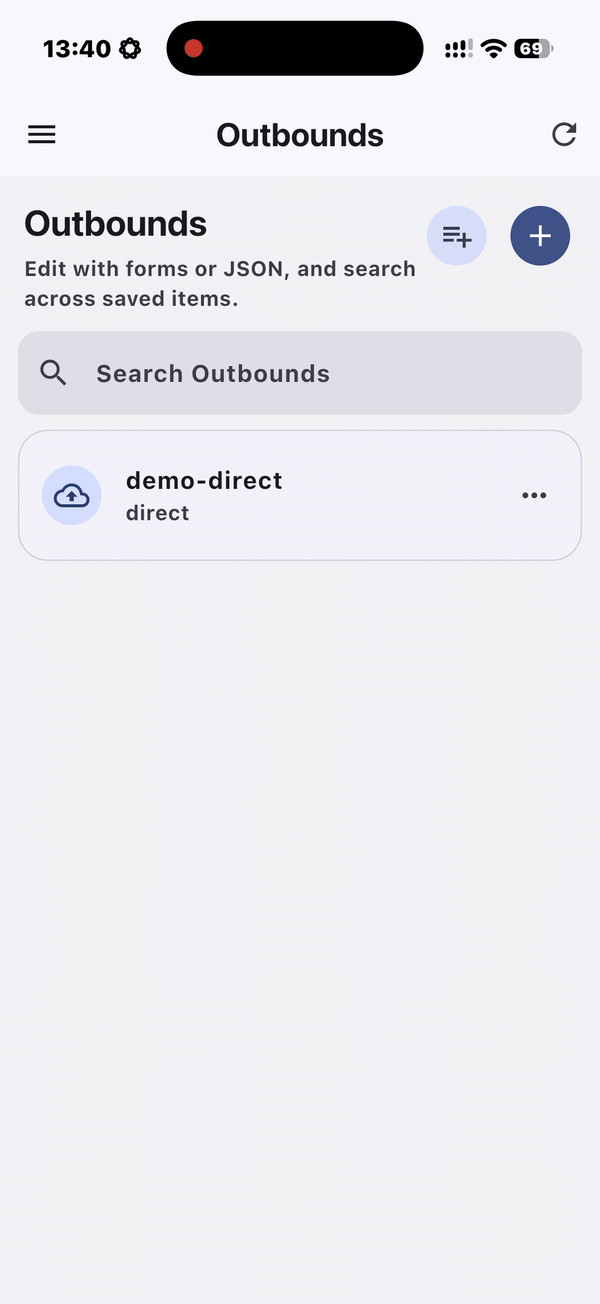 13:40
69
Outbounds
Outbounds
Edit with forms or JSON, and search
across saved items.
Search Outbounds
demo-direct
direct